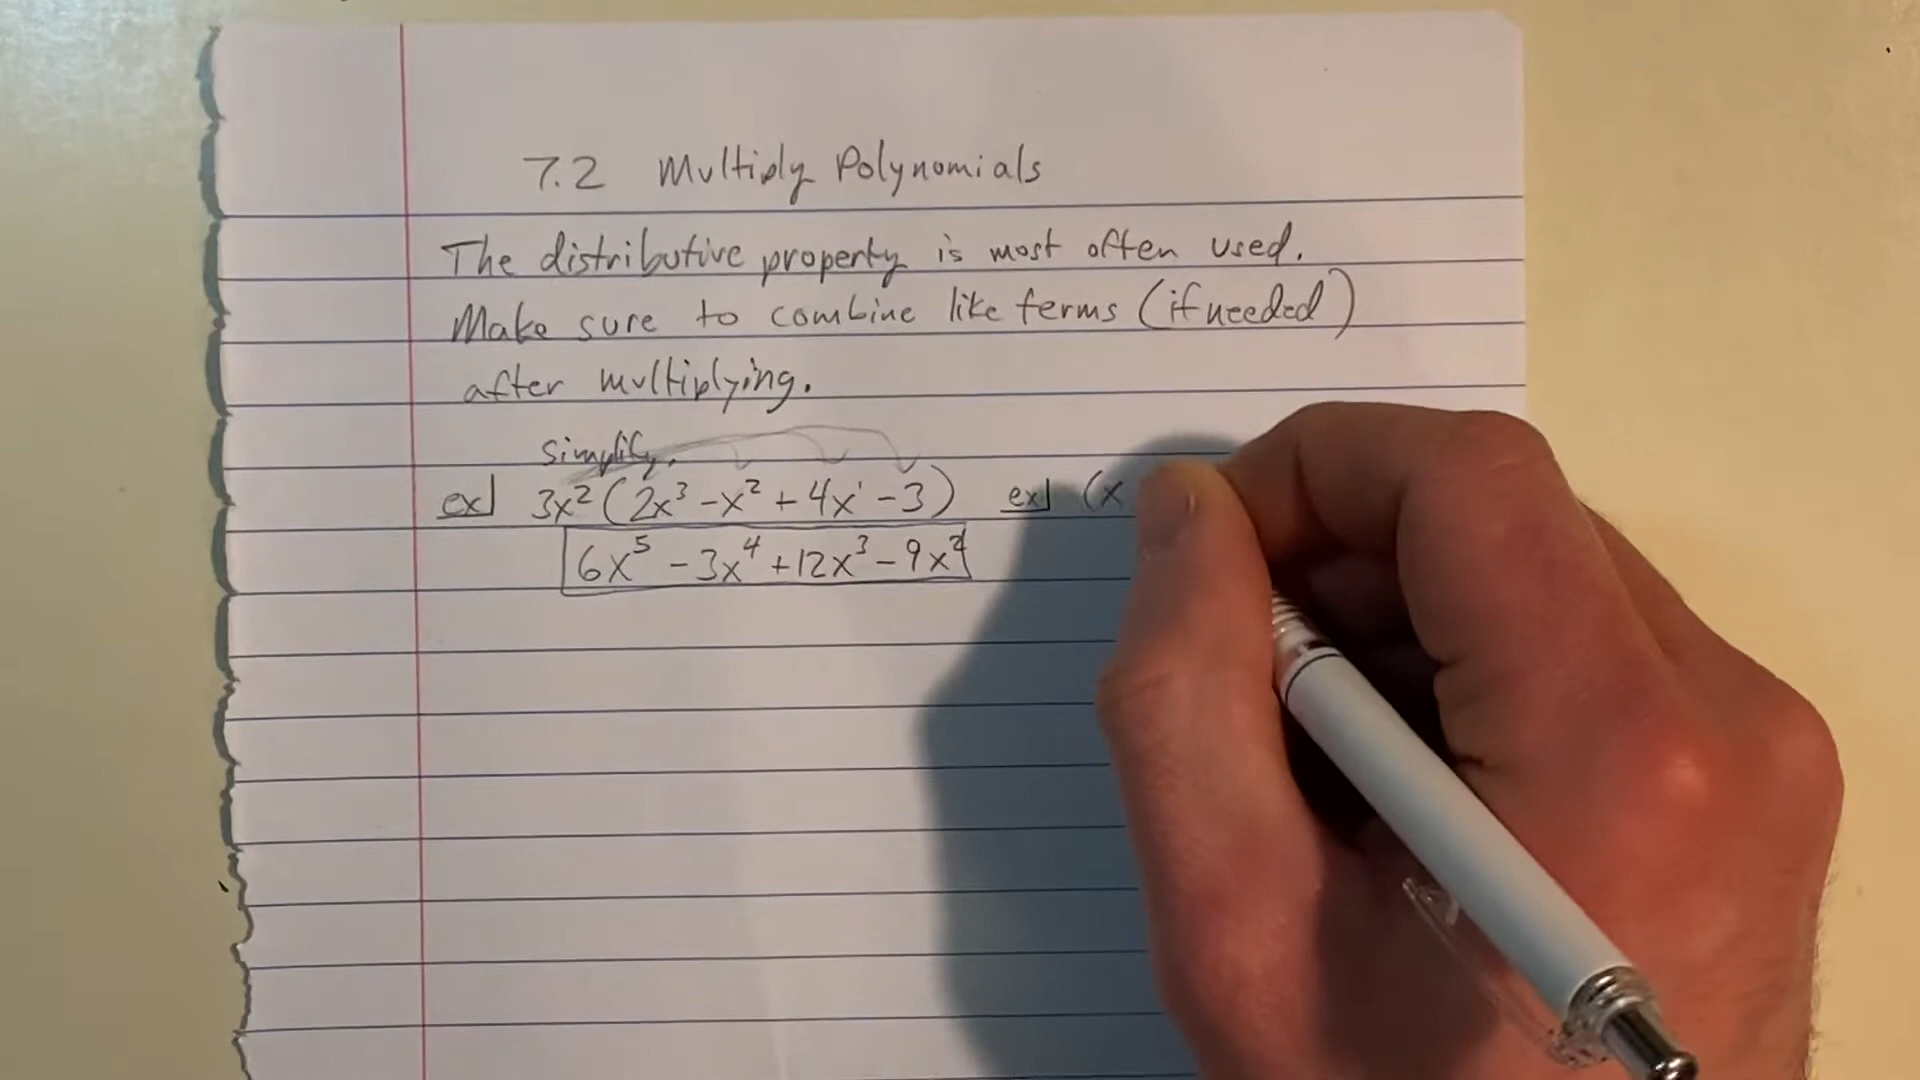 7.2 Multiply Polynomials
The distributive property is most often used.
Make sure to combine like terms (if needed)
after multiplying.
Simplify.
ex] 3x²(2x³ - x² + 4x¹ - 3) ex] (x
6x⁵ - 3x⁴ + 12x³ - 9x²